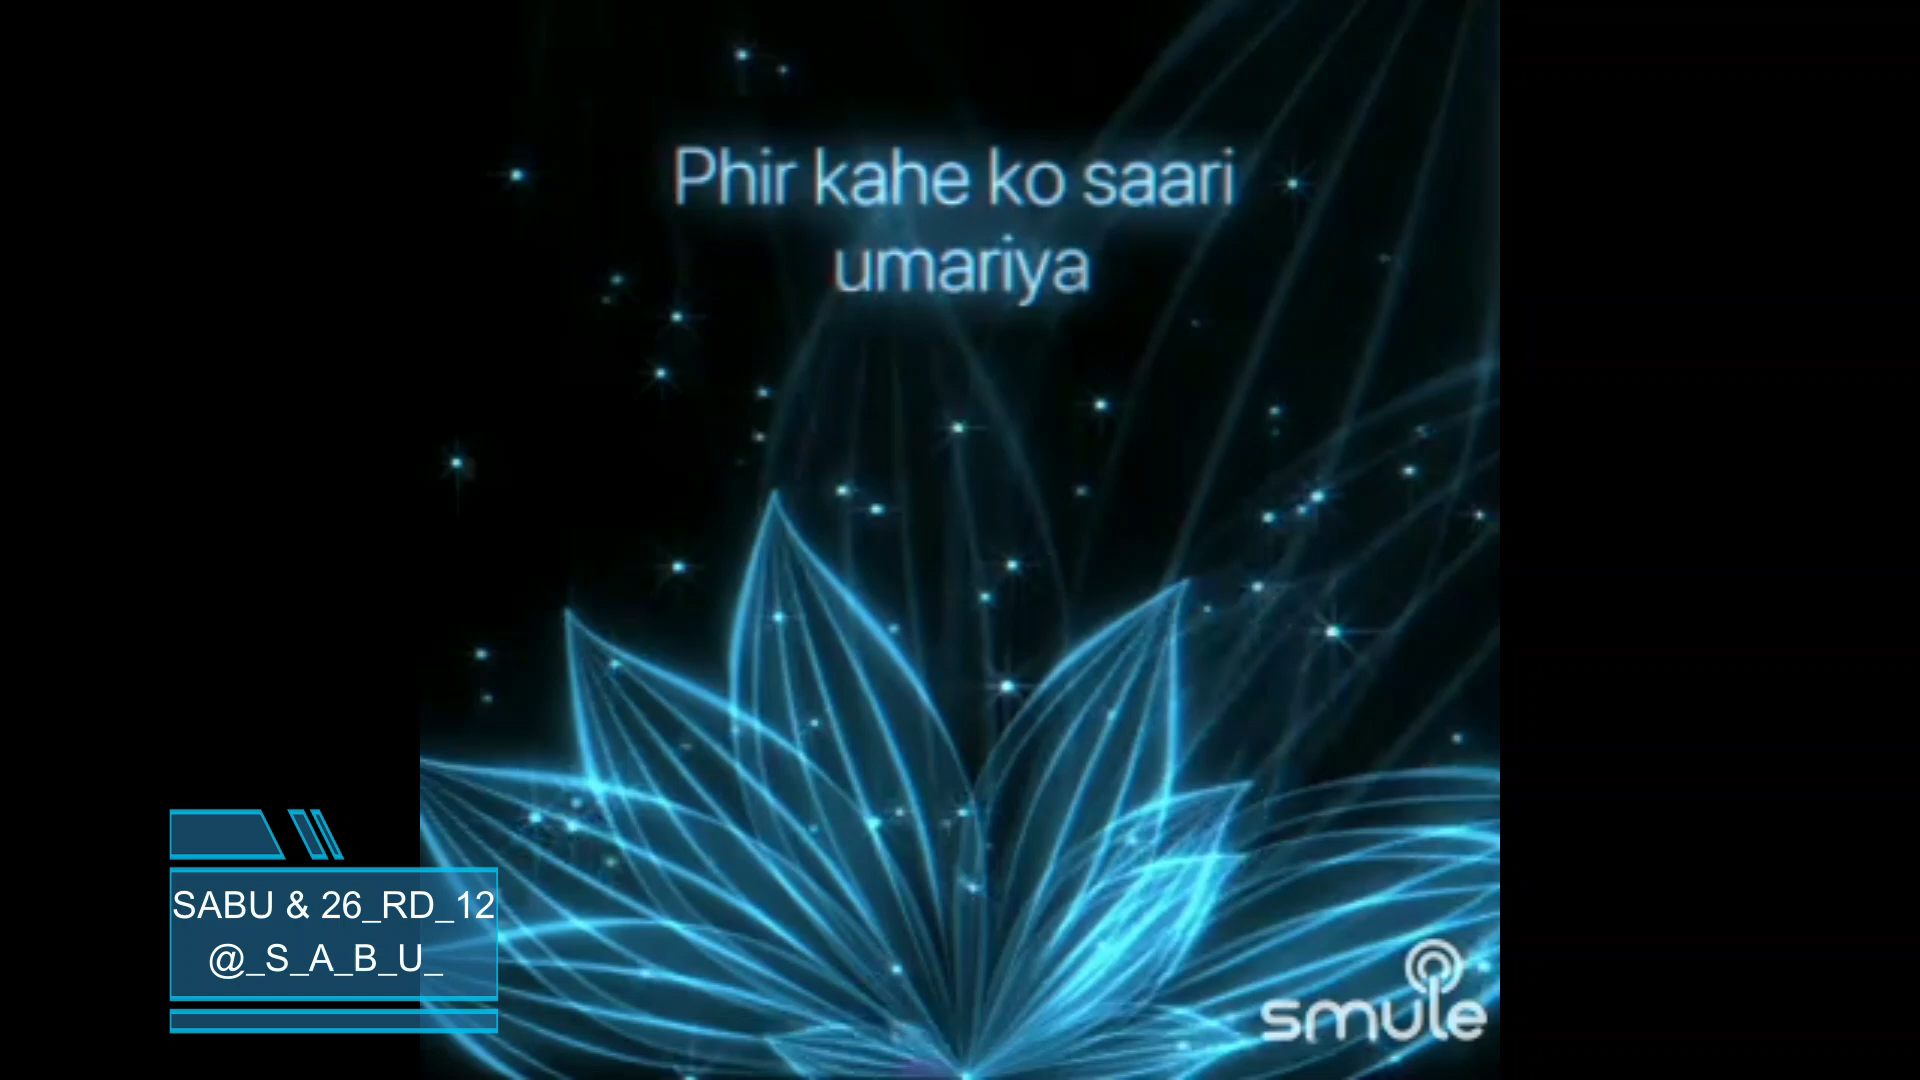 Phir kahe ko saari
umariya
SABU & 26_RD_12
@_S_A_B_U_
smule